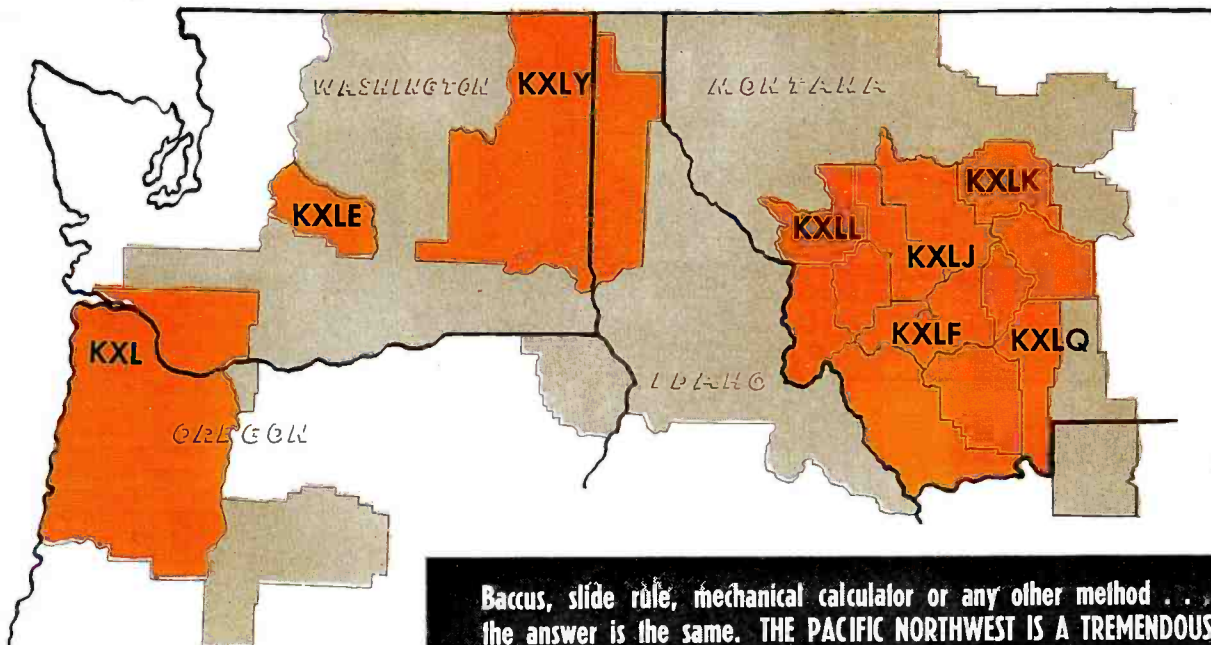 WASHINGTON KXLY MONTANA
KXLE KXLL KXLK
KXLJ
KXL KXLF KXLQ
IDAHO
OREGON
Baccus, slide rule, mechanical calculator or any other method . . .
the answer is the same. THE PACIFIC NORTHWEST IS A TREMENDOUS